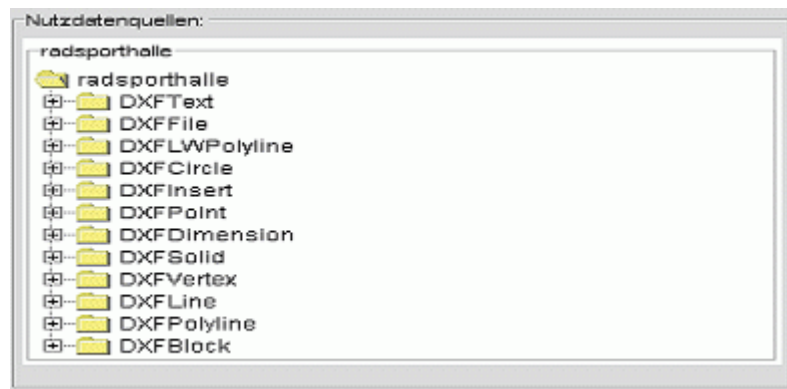 Nutzdatenquellen:
radsporthalle
radsporthalle
DXFText
DXFFile
DXFLWPolyline
DXFCircle
DXFInsert
DXFPoint
DXFDimension
DXFSolid
DXFVertex
DXFLine
DXFPolyline
DXFBlock